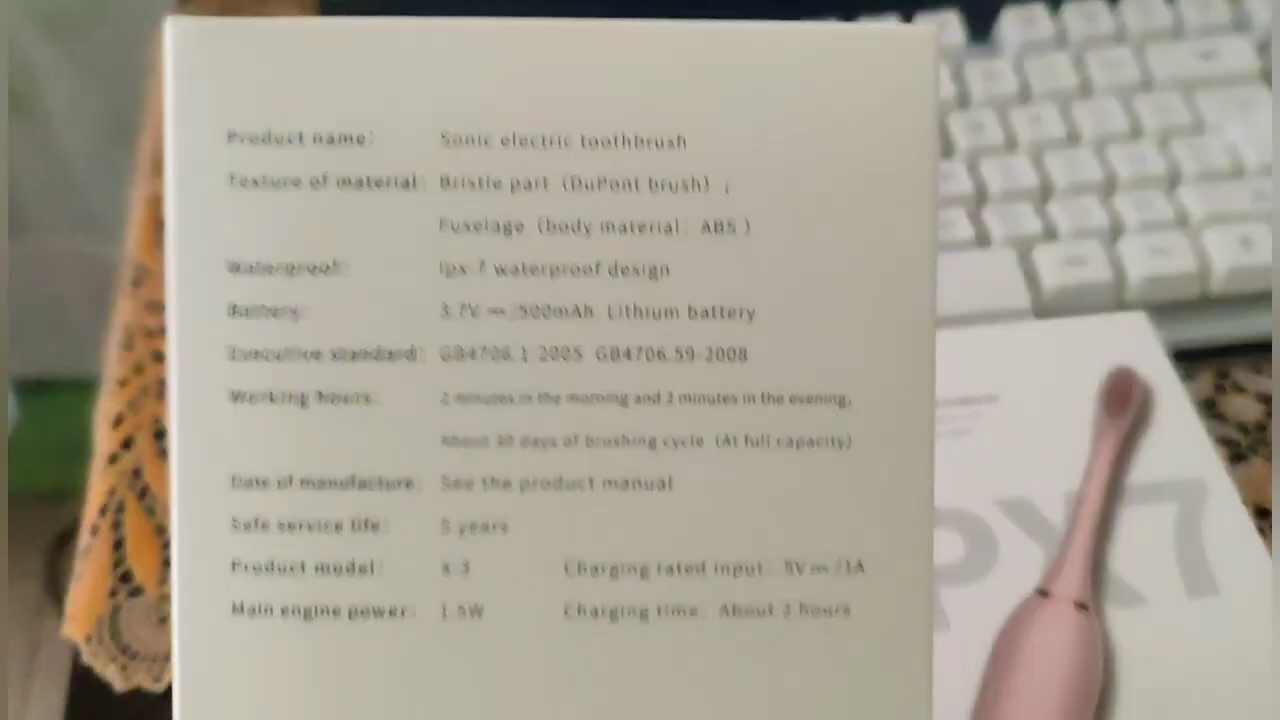 Product name: Sonic electric toothbrush
Texture of material: Bristle part (DuPont brush) ;
Fuselage (body material: ABS)
Waterproof: Ipx 7 waterproof design
Battery: 3.7V ⎓/500mAh Lithium battery
Executive standard: GB4706.1-2005 GB4706.59-2008
Working hours: 2 minutes in the morning and 2 minutes in the evening,
About 30 days of brushing cycle (At full capacity)
Date of manufacture: See the product manual
Safe service life: 5 years
Product model: Charging rated input: 5V⎓/1A
Main engine power: 1.5W Charging time: About hours
PX7